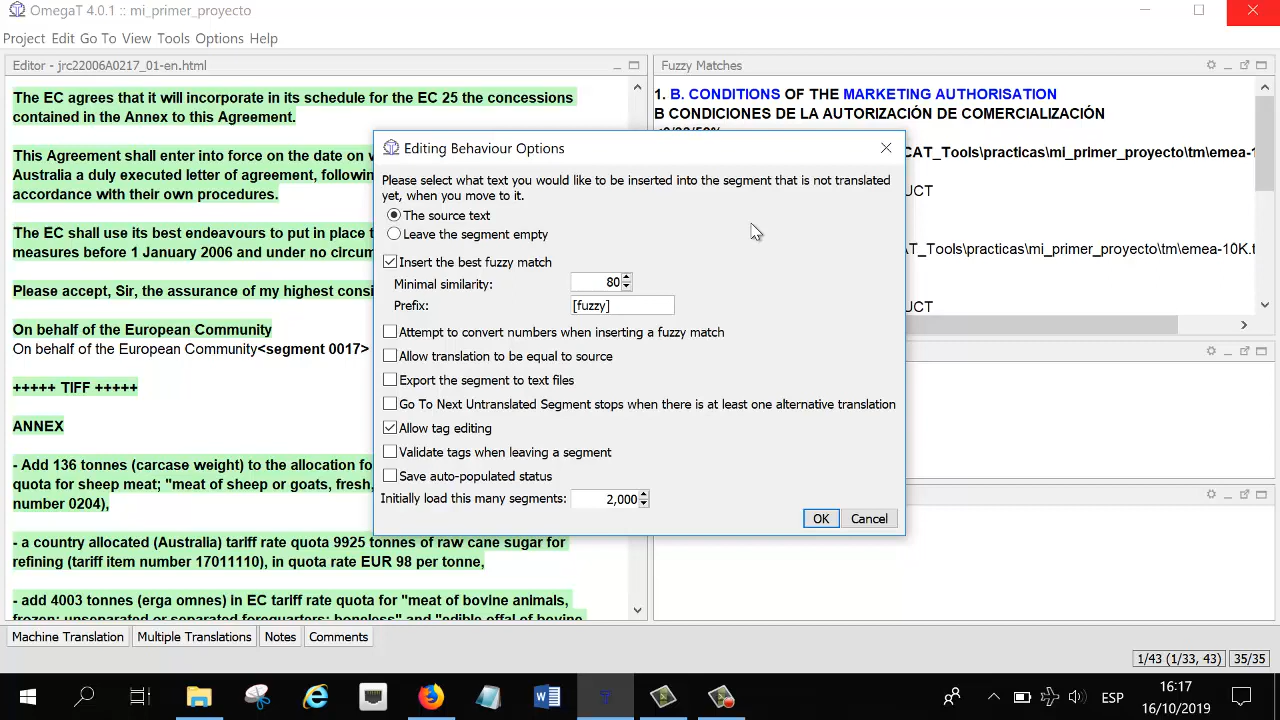 OmegaT 4.0.1 :: mi_primer_proyecto
Project Edit Go To View Tools Options Help
Editor - jrc22006A0217_01-en.html
The EC agrees that it will incorporate in its schedule for the EC 25 the concessions
contained in the Annex to this Agreement.
This Agreement shall enter into force on the date on
Australia a duly executed letter of agreement, followin
accordance with their own procedures.
The EC shall use its best endeavours to put in place t
measures before 1 January 2006 and under no circum
Please accept, Sir, the assurance of my highest consi
On behalf of the European Community
On behalf of the European Community<segment 0017>
+++++ TIFF +++++
ANNEX
- Add 136 tonnes (carcase weight) to the allocation fo
quota for sheep meat; "meat of sheep or goats, fresh,
number 0204),
- a country allocated (Australia) tariff rate quota 9925 tonnes of raw cane sugar for
refining (tariff item number 17011110), in quota rate EUR 98 per tonne,
- add 4003 tonnes (erga omnes) in EC tariff rate quota for "meat of bovine animals,
frozen; unseparated or separated forequarters; boneless" and "edible offal of bovine
Fuzzy Matches
1. B. CONDITIONS OF THE MARKETING AUTHORISATION
B CONDICIONES DE LA AUTORIZACIÓN DE COMERCIALIZACIÓN
CAT_Tools\practicas\mi_primer_proyecto\tm\emea-1
UCT
CAT_Tools\practicas\mi_primer_proyecto\tm\emea-10K.t
UCT
Editing Behaviour Options
Please select what text you would like to be inserted into the segment that is not translated
yet, when you move to it.
The source text
Leave the segment empty
Insert the best fuzzy match
Minimal similarity: 80
Prefix: [fuzzy]
Attempt to convert numbers when inserting a fuzzy match
Allow translation to be equal to source
Export the segment to text files
Go To Next Untranslated Segment stops when there is at least one alternative translation
Allow tag editing
Validate tags when leaving a segment
Save auto-populated status
Initially load this many segments: 2,000
OK Cancel
Machine Translation Multiple Translations Notes Comments
1/43 (1/33, 43) 35/35
ESP
16:17
16/10/2019